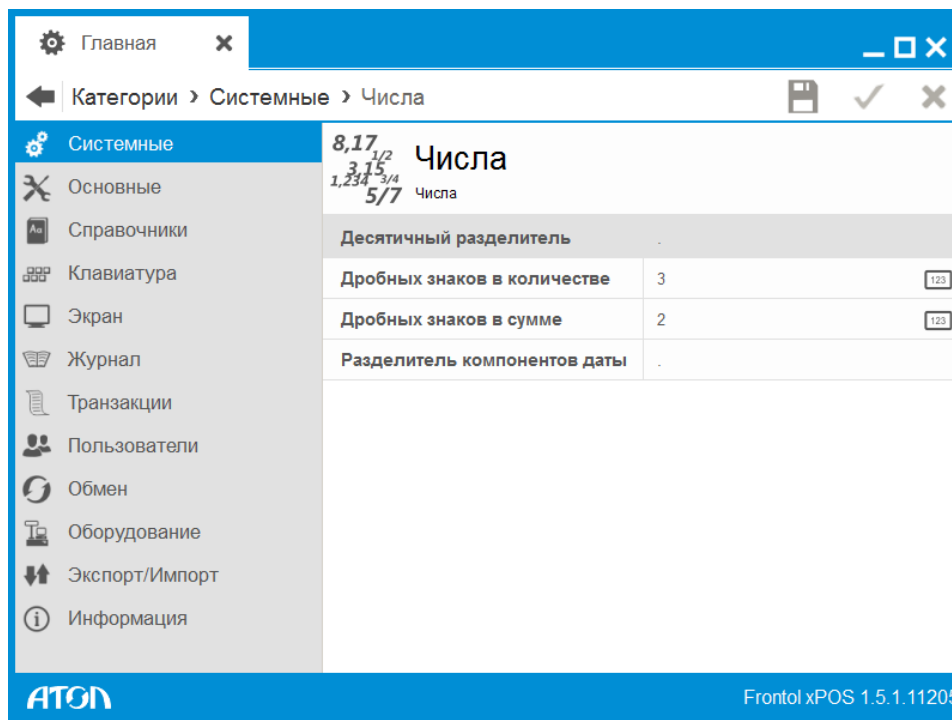 Главная
Категории › Системные › Числа
Системные
Основные
Справочники
Клавиатура
Экран
Журнал
Транзакции
Пользователи
Обмен
Оборудование
Экспорт/Импорт
Информация
8,17
1/2
3,15
1,234 3/4
5/7
Числа
Числа
Десятичный разделитель .
Дробных знаков в количестве 3 123
Дробных знаков в сумме 2 123
Разделитель компонентов даты .
ATOL
Frontol xPOS 1.5.1.11205